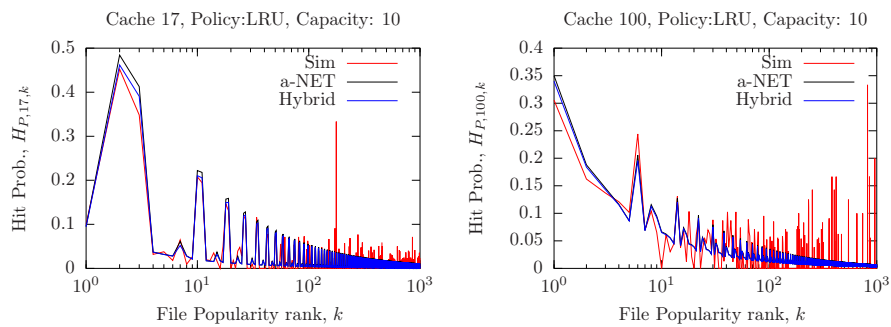 Cache 17, Policy:LRU, Capacity: 10
Hit Prob., H_{P,17,k}
0.5
0.4
0.3
0.2
0.1
0
Sim
a-NET
Hybrid
10^0
10^1
10^2
10^3
File Popularity rank, k
Cache 100, Policy:LRU, Capacity: 10
Hit Prob., H_{P,100,k}
0.4
0.35
0.3
0.25
0.2
0.15
0.1
0.05
0
Sim
a-NET
Hybrid
10^0
10^1
10^2
10^3
File Popularity rank, k